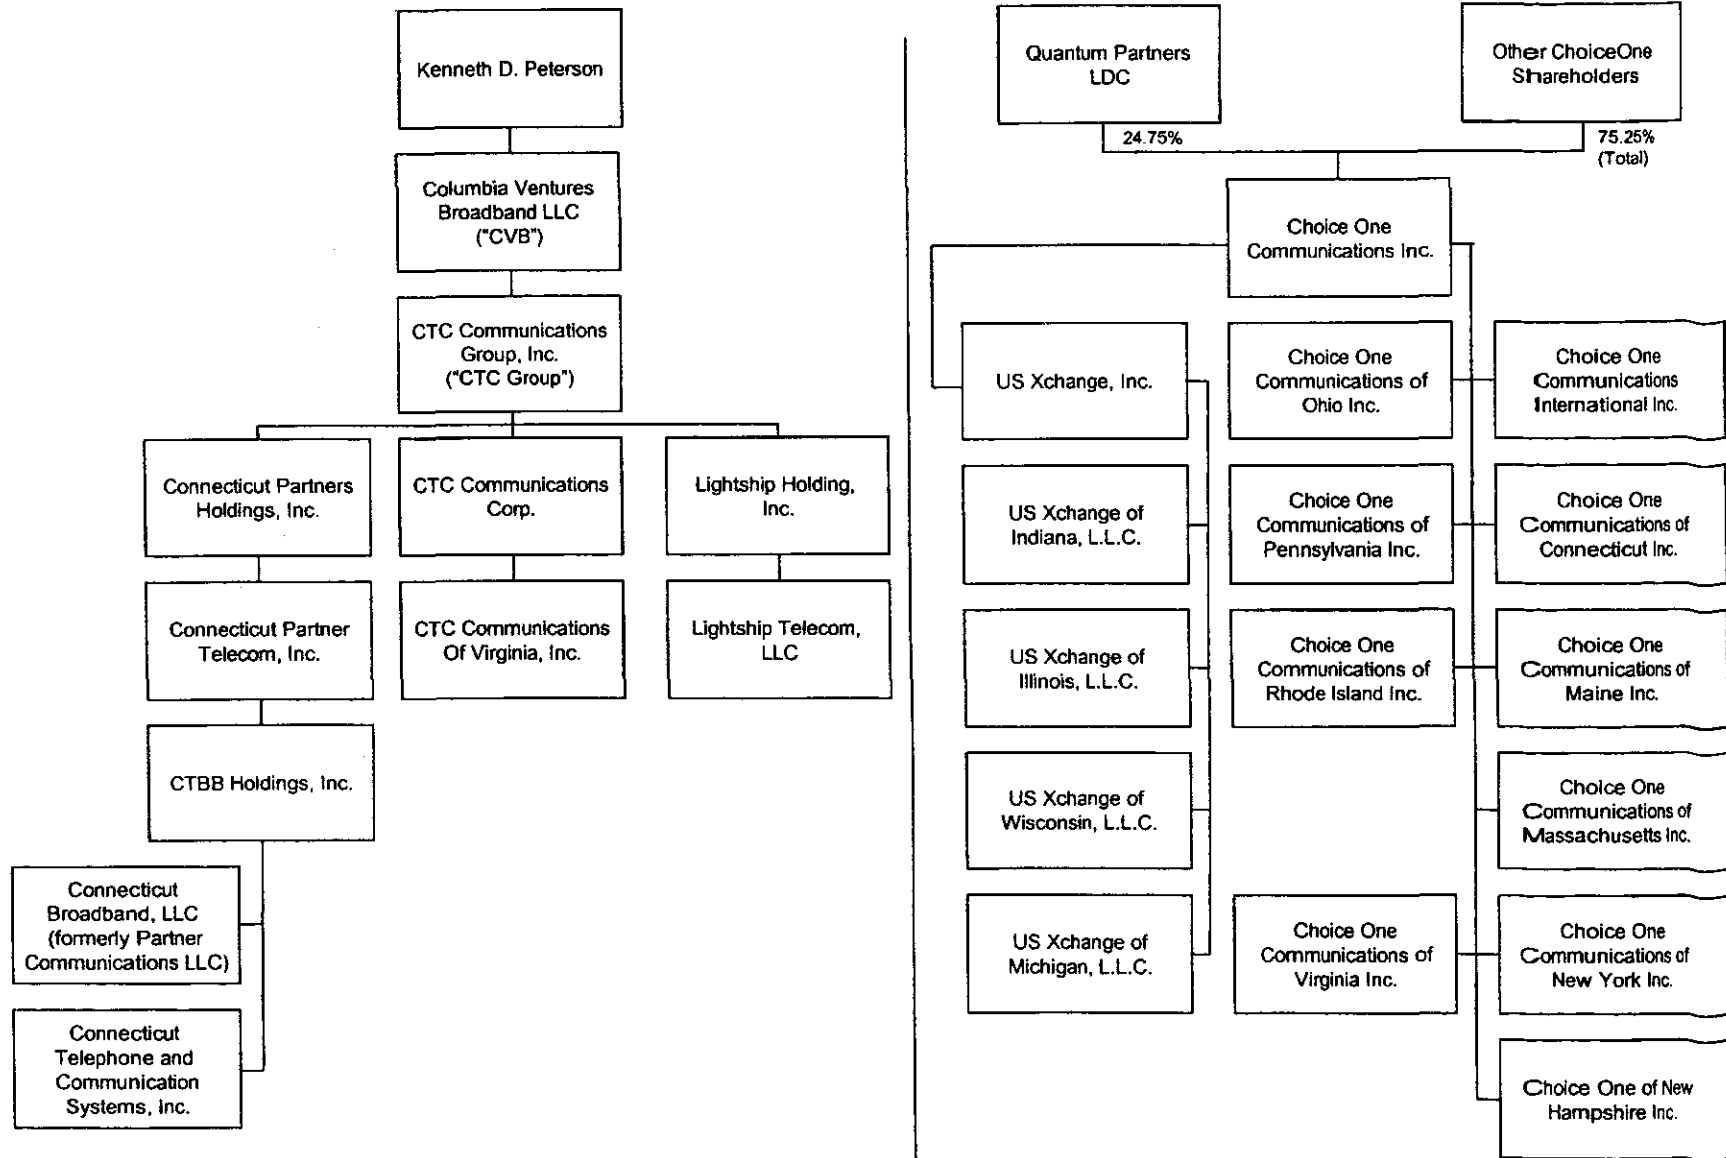 Kenneth D. Peterson
Columbia Ventures
Broadband LLC
("CVB")
CTC Communications
Group, Inc.
("CTC Group")
Connecticut Partners
Holdings, Inc.
CTC Communications
Corp.
Lightship Holding,
Inc.
Connecticut Partner
Telecom, Inc.
CTC Communications
Of Virginia, Inc.
Lightship Telecom,
LLC
CTBB Holdings, Inc.
Connecticut
Broadband, LLC
(formerly Partner
Communications LLC)
Connecticut
Telephone and
Communication
Systems, Inc.
Quantum Partners
LDC
Other ChoiceOne
Shareholders
24.75%
75.25%
(Total)
Choice One
Communications Inc.
US Xchange, Inc.
Choice One
Communications of
Ohio Inc.
Choice One
Communications
International Inc.
US Xchange of
Indiana, L.L.C.
Choice One
Communications of
Pennsylvania Inc.
Choice One
Communications of
Connecticut Inc.
US Xchange of
Illinois, L.L.C.
Choice One
Communications of
Rhode Island Inc.
Choice One
Communications of
Maine Inc.
US Xchange of
Wisconsin, L.L.C.
Choice One
Communications of
Massachusetts Inc.
US Xchange of
Michigan, L.L.C.
Choice One
Communications of
Virginia Inc.
Choice One
Communications of
New York Inc.
Choice One of New
Hampshire Inc.